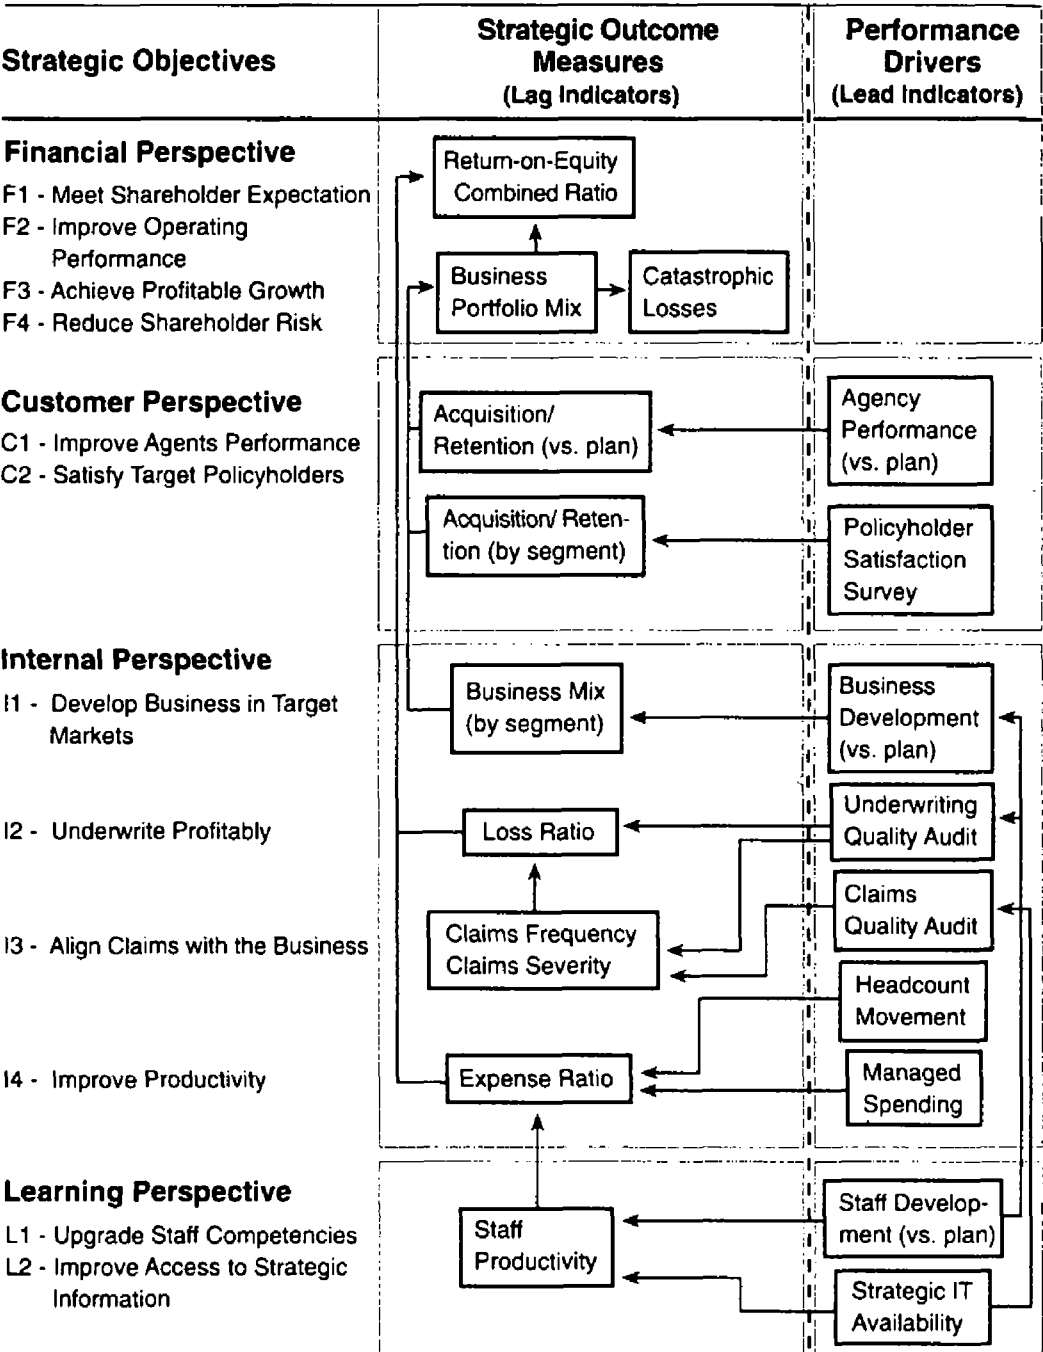 Strategic Objectives
Strategic Outcome
Measures
(Lag Indicators)
Performance
Drivers
(Lead Indicators)
Financial Perspective
F1 - Meet Shareholder Expectation
F2 - Improve Operating
Performance
F3 - Achieve Profitable Growth
F4 - Reduce Shareholder Risk
Return-on-Equity
Combined Ratio
Business
Portfolio Mix
Catastrophic
Losses
Customer Perspective
C1 - Improve Agents Performance
C2 - Satisfy Target Policyholders
Acquisition/
Retention (vs. plan)
Agency
Performance
(vs. plan)
Acquisition/ Reten-
tion (by segment)
Policyholder
Satisfaction
Survey
Internal Perspective
I1 - Develop Business in Target
Markets
Business Mix
(by segment)
Business
Development
(vs. plan)
I2 - Underwrite Profitably
Loss Ratio
Underwriting
Quality Audit
Claims
Quality Audit
I3 - Align Claims with the Business
Claims Frequency
Claims Severity
Headcount
Movement
I4 - Improve Productivity
Expense Ratio
Managed
Spending
Learning Perspective
L1 - Upgrade Staff Competencies
L2 - Improve Access to Strategic
Information
Staff
Productivity
Staff Develop-
ment (vs. plan)
Strategic IT
Availability